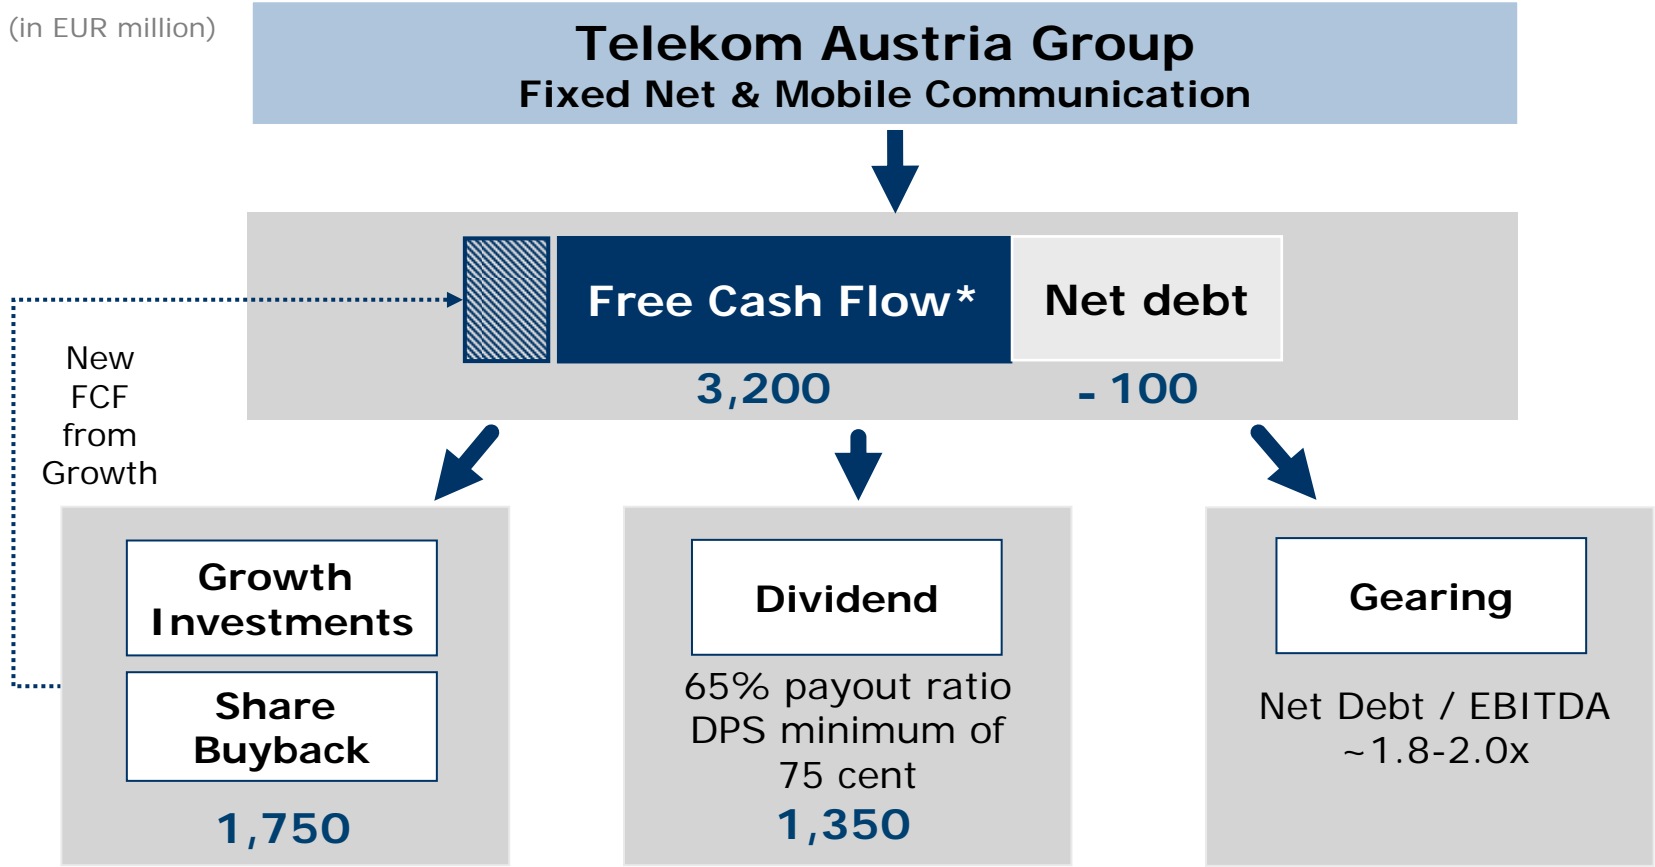 (in EUR million)
Telekom Austria Group
Fixed Net & Mobile Communication
Free Cash Flow*
Net debt
3,200
- 100
New
FCF
from
Growth
Growth
Investments
Share
Buyback
1,750
Dividend
65% payout ratio
DPS minimum of
75 cent
1,350
Gearing
Net Debt / EBITDA
~1.8-2.0x